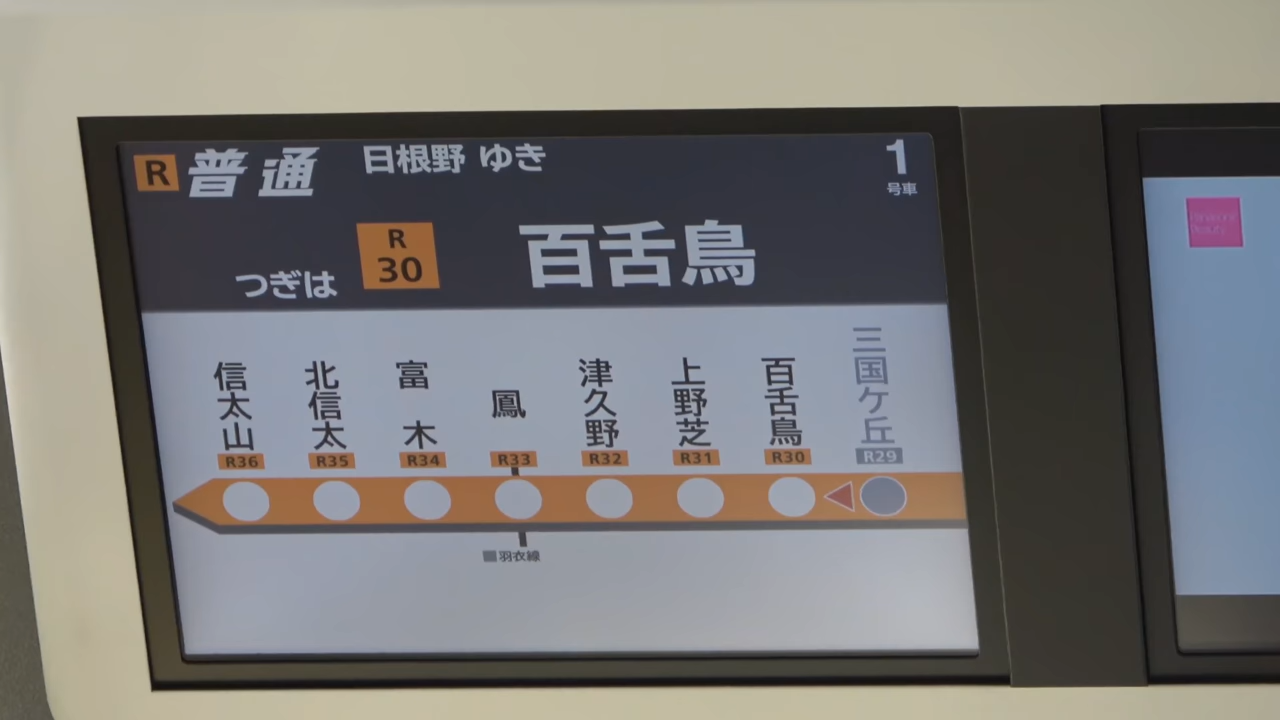 R 普通 日根野 ゆき
1
号車
つぎは R 30 百舌鳥
信太山
北信太
富木
鳳
津久野
上野芝
百舌鳥
三国ケ丘
R36 R35 R34 R33 R32 R31 R30 R29
羽衣線
Panasonic
Beauty